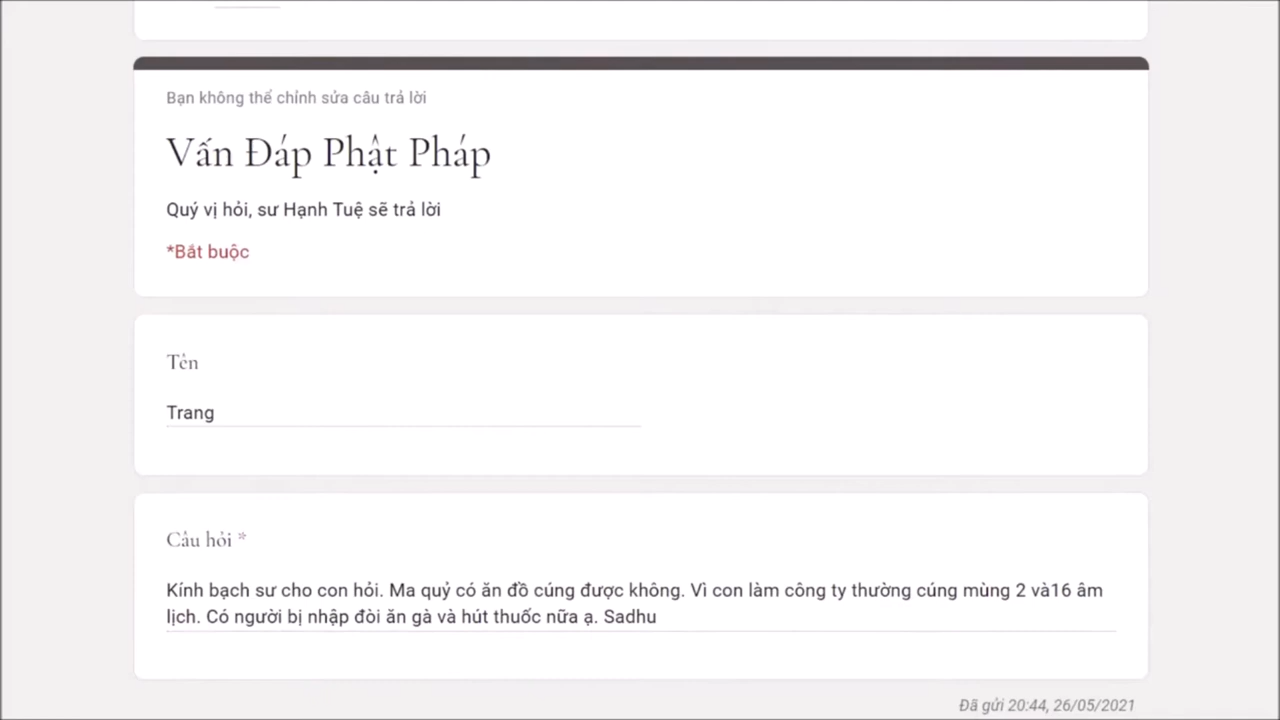 Bạn không thể chỉnh sửa câu trả lời
Vấn Đáp Phật Pháp
Quý vị hỏi, sư Hạnh Tuệ sẽ trả lời
*Bắt buộc
Tên
Trang
Câu hỏi *
Kính bạch sư cho con hỏi. Ma quỷ có ăn đồ cúng được không. Vì con làm công ty thường cúng mùng 2 và16 âm
lịch. Có người bị nhập đòi ăn gà và hút thuốc nữa ạ. Sadhu
Đã gửi 20:44, 26/05/2021